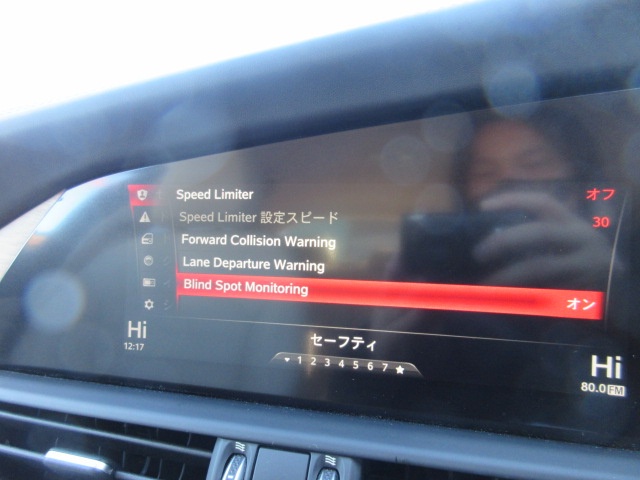 Speed Limiter オフ
Speed Limiter 設定スピード 30
Forward Collision Warning
Lane Departure Warning
Blind Spot Monitoring オン
Hi セーフティ Hi
12:17 1 2 3 4 5 6 7 80.0 FM